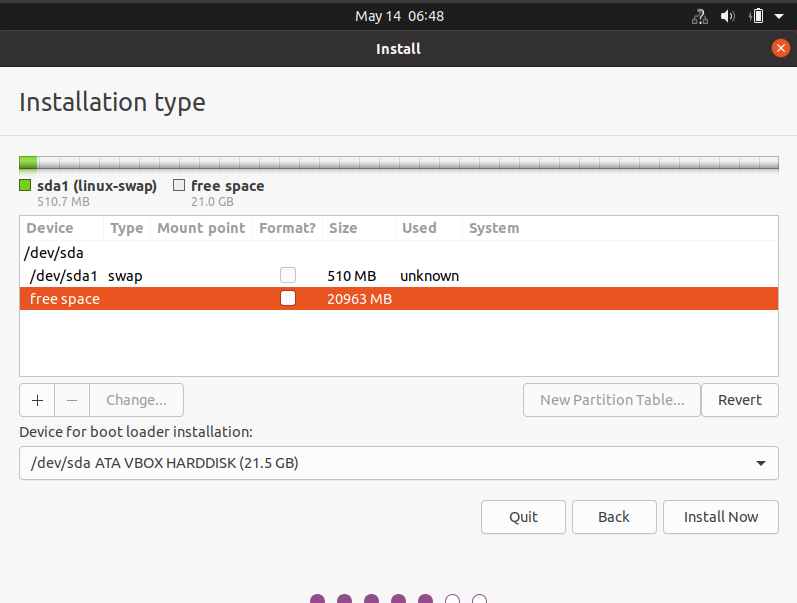 May 14 06:48
Install
Installation type
sda1 (linux-swap) free space
510.7 MB 21.0 GB
Device Type Mount point Format? Size Used System
/dev/sda
/dev/sda1 swap 510 MB unknown
free space 20963 MB
+ − Change... New Partition Table... Revert
Device for boot loader installation:
/dev/sda ATA VBOX HARDDISK (21.5 GB)
Quit Back Install Now